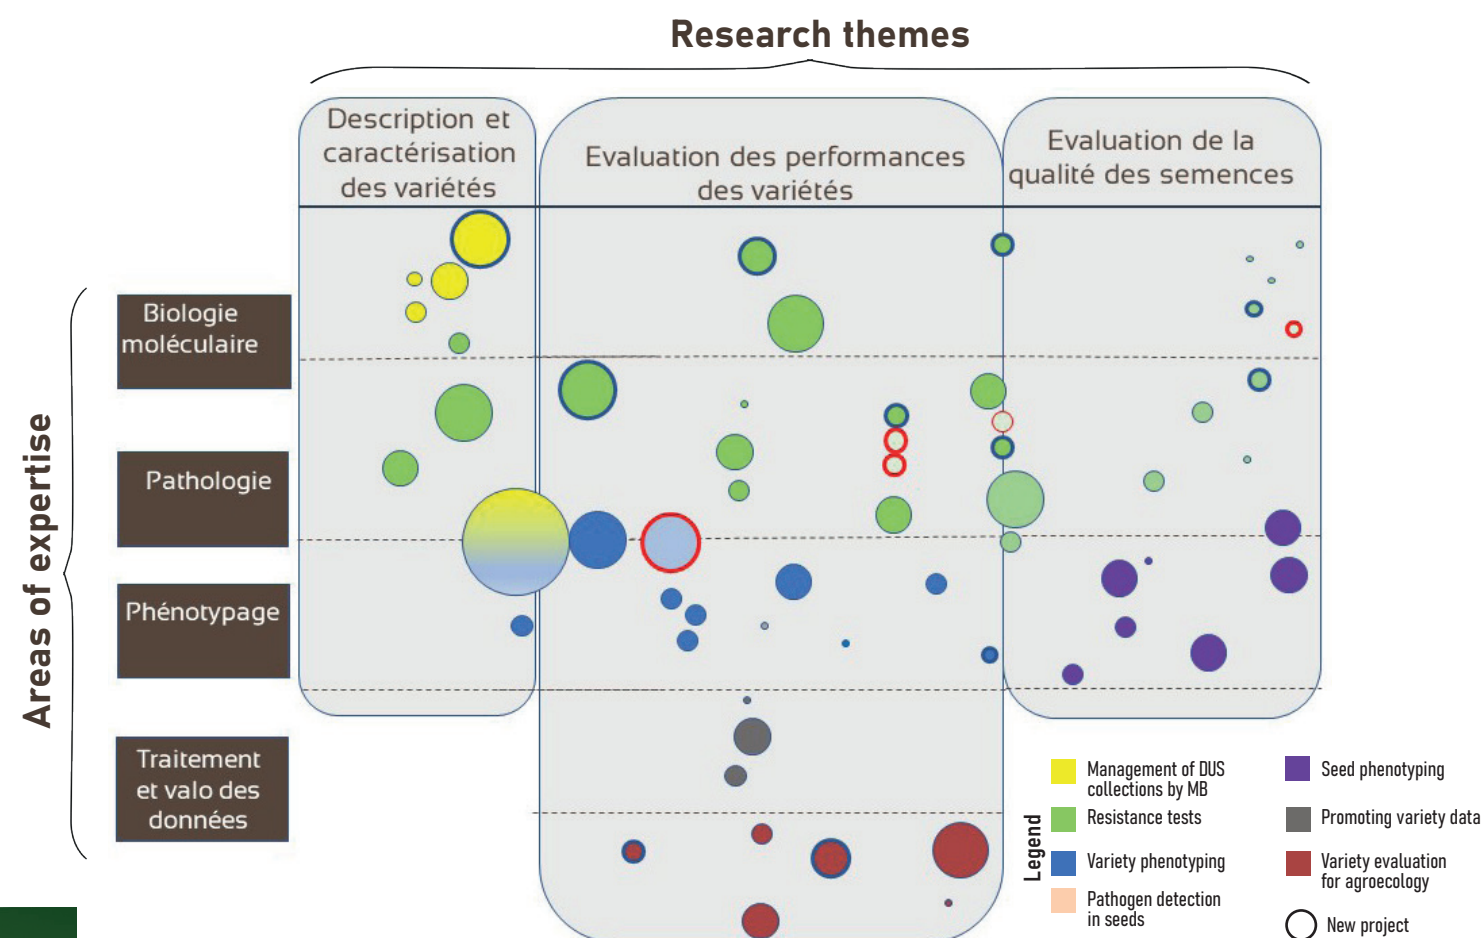 Research themes
Description et
caractérisation
des variétés
Evaluation des performances
des variétés
Evaluation de la
qualité des semences
Areas of expertise
Biologie
moléculaire
Pathologie
Phénotypage
Traitement
et valo des
données
Legend
Management of DUS
collections by MB
Resistance tests
Variety phenotyping
Pathogen detection
in seeds
Seed phenotyping
Promoting variety data
Variety evaluation
for agroecology
New project